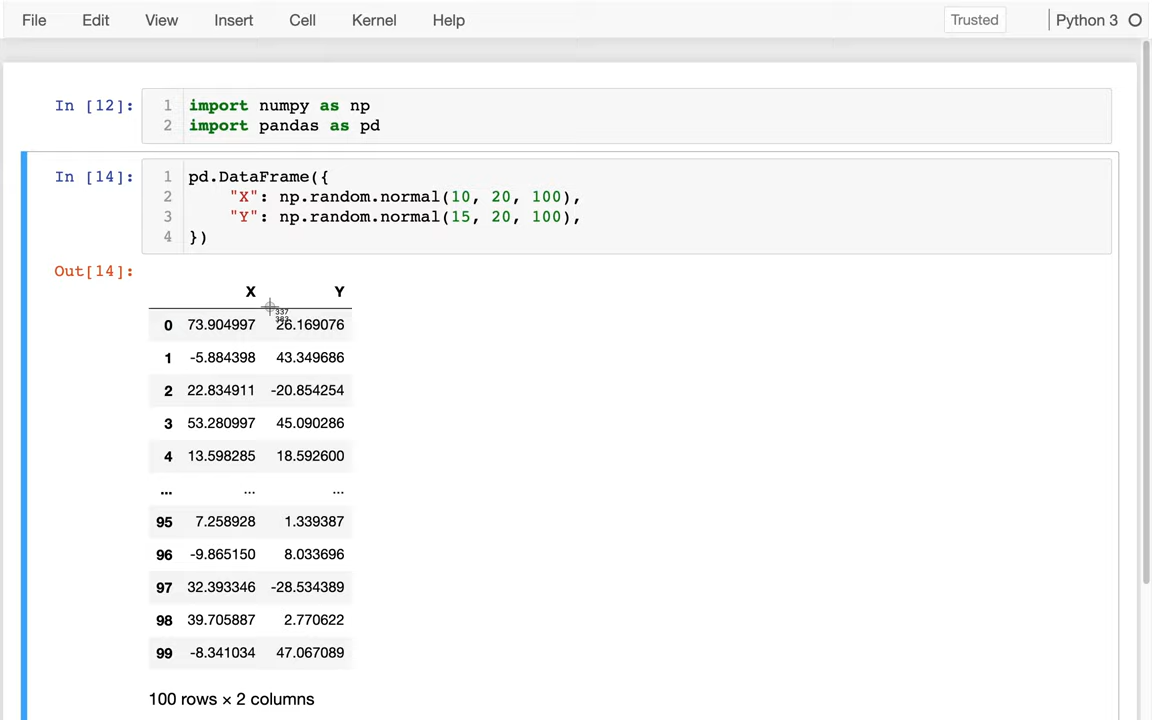 File Edit View Insert Cell Kernel Help Trusted Python 3
In [12]:
1 import numpy as np
2 import pandas as pd
In [14]:
1 pd.DataFrame({
2 "X": np.random.normal(10, 20, 100),
3 "Y": np.random.normal(15, 20, 100),
4 })
Out[14]:
X Y
0 73.904997 26.169076
1 -5.884398 43.349686
2 22.834911 -20.854254
3 53.280997 45.090286
4 13.598285 18.592600
... ... ...
95 7.258928 1.339387
96 -9.865150 8.033696
97 32.393346 -28.534389
98 39.705887 2.770622
99 -8.341034 47.067089
100 rows × 2 columns